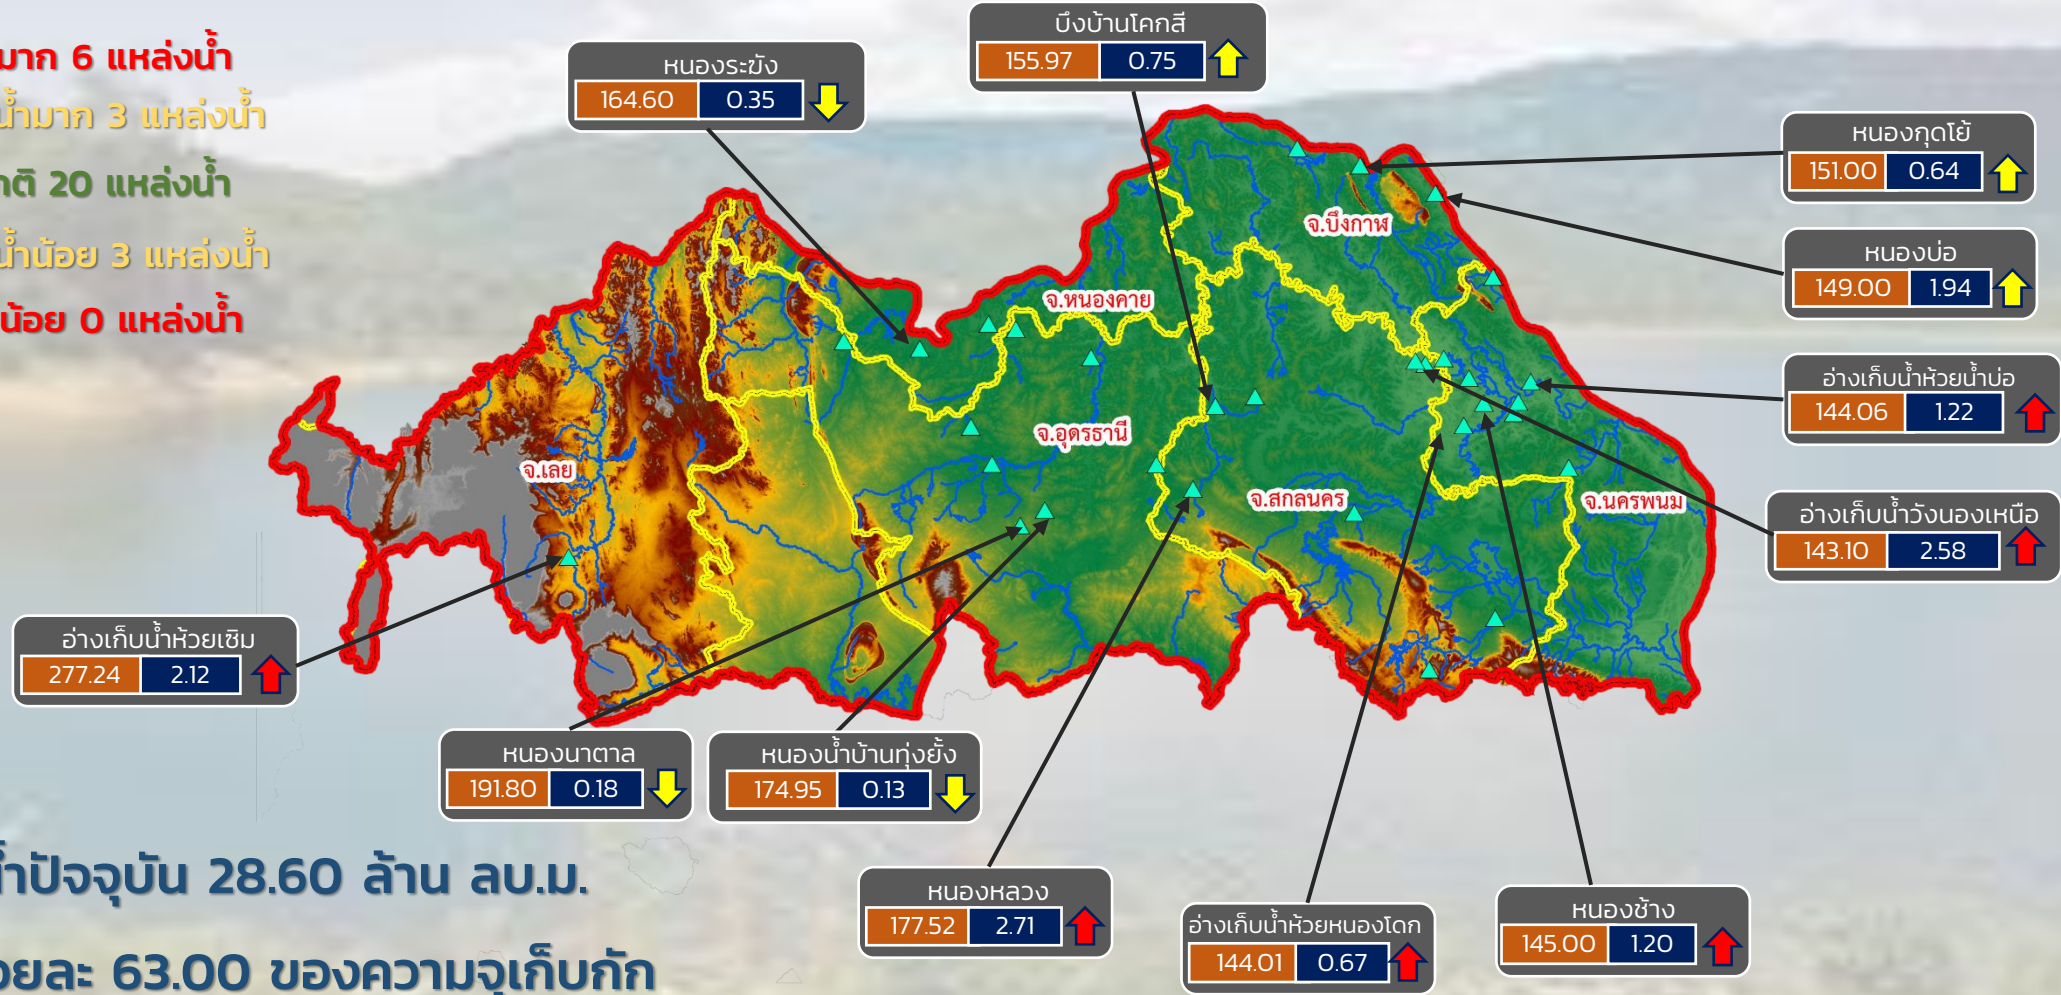 มาก 6 แหล่งน้ำ
น้ำมาก 3 แหล่งน้ำ
20 แหล่งน้ำ
น้ำน้อย 3 แหล่งน้ำ
น้อย 0 แหล่งน้ำ
หนองระฆัง
164.60 0.35
บึงบ้านโคกสี
155.97 0.75
หนองกุดโย้
151.00 0.64
หนองบ่อ
149.00 1.94
อ่างเก็บน้ำห้วยน้ำบ่อ
144.06 1.22
อ่างเก็บน้ำวังนองเหนือ
143.10 2.58
จ.บึงกาฬ
จ.หนองคาย
จ.อุดรธานี
จ.เลย
จ.สกลนคร
จ.นครพนม
อ่างเก็บน้ำห้วยเซิม
277.24 2.12
หนองนาตาล
191.80 0.18
หนองน้ำบ้านทุ่งยั้ง
174.95 0.13
หนองหลวง
177.52 2.71
อ่างเก็บน้ำห้วยหนองโดก
144.01 0.67
หนองช้าง
145.00 1.20
น้ำปัจจุบัน 28.60 ล้าน ลบ.ม.
ยละ 63.00 ของความจุเก็บกัก